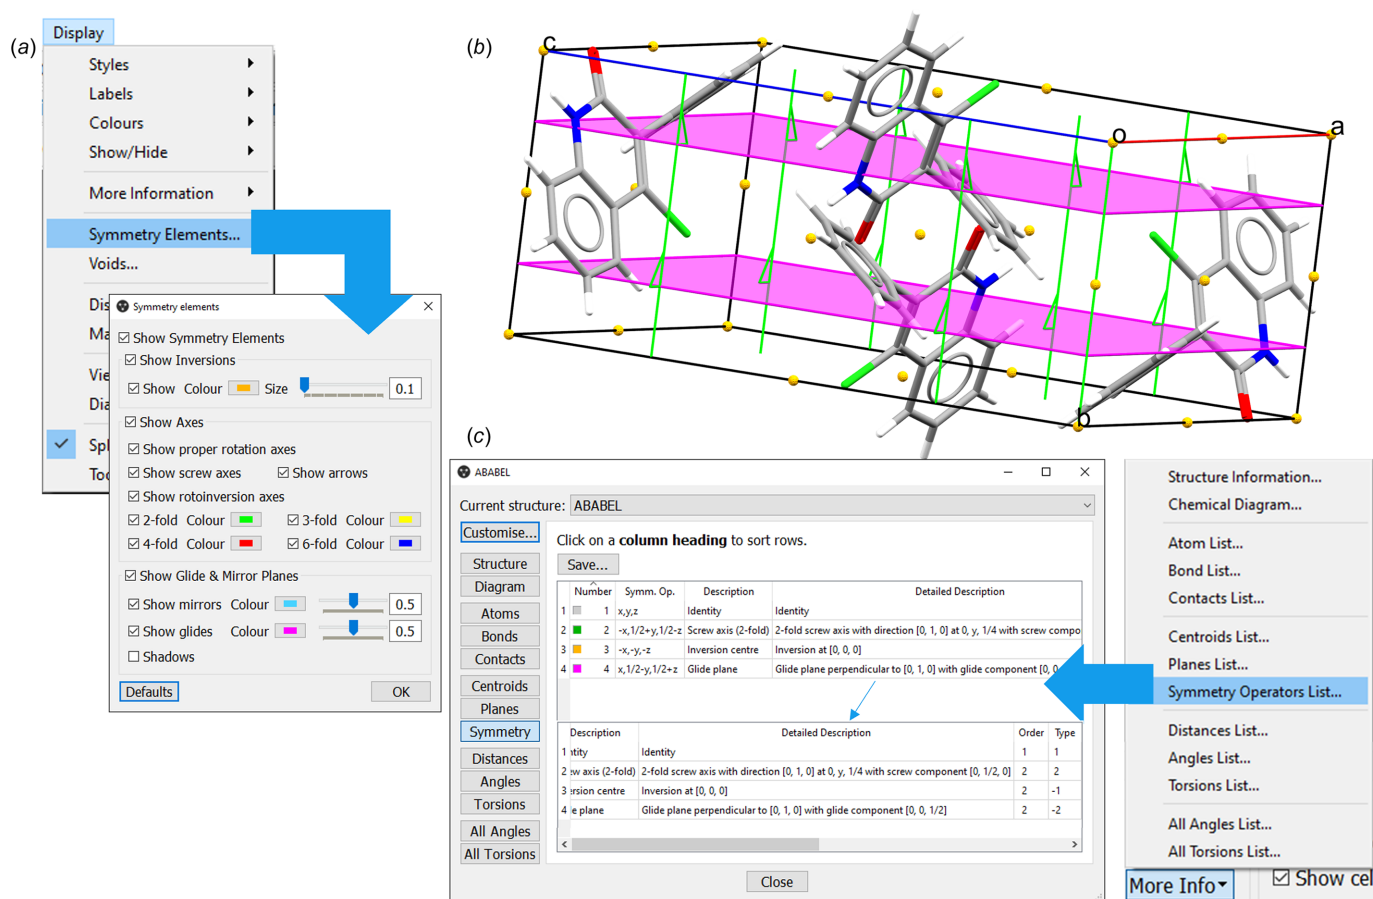 (a)
Display
Styles
Labels
Colours
Show/Hide
More Information
Symmetry Elements...
Voids...
Symmetry elements
Show Symmetry Elements
Show Inversions
Show Colour Size 0.1
Show Axes
Show proper rotation axes
Show screw axes Show arrows
Show rotoinversion axes
2-fold Colour 3-fold Colour
4-fold Colour 6-fold Colour
Show Glide & Mirror Planes
Show mirrors Colour 0.5
Show glides Colour 0.5
Shadows
Defaults OK
(b)
c
o
a
b
(c)
ABABEL
Current structure: ABABEL
Customise...
Structure
Diagram
Atoms
Bonds
Contacts
Centroids
Planes
Symmetry
Distances
Angles
Torsions
All Angles
All Torsions
Click on a column heading to sort rows.
Save...
Number Symm. Op. Description Detailed Description
1 1 x,y,z Identity Identity
2 2 -x,1/2+y,1/2-z Screw axis (2-fold) 2-fold screw axis with direction [0, 1, 0] at 0, y, 1/4 with screw compo
3 3 -x,-y,-z Inversion centre Inversion at [0, 0, 0]
4 4 x,1/2-y,1/2+z Glide plane Glide plane perpendicular to [0, 1, 0] with glide component [0, 0
Description Detailed Description Order Type
1 ntity Identity 1 1
2 ew axis (2-fold) 2-fold screw axis with direction [0, 1, 0] at 0, y, 1/4 with screw component [0, 1/2, 0] 2 2
3 ersion centre Inversion at [0, 0, 0] 2 -1
4 e plane Glide plane perpendicular to [0, 1, 0] with glide component [0, 0, 1/2] 2 -2
Close
Structure Information...
Chemical Diagram...
Atom List...
Bond List...
Contacts List...
Centroids List...
Planes List...
Symmetry Operators List...
Distances List...
Angles List...
Torsions List...
All Angles List...
All Torsions List...
More Info
Show cel